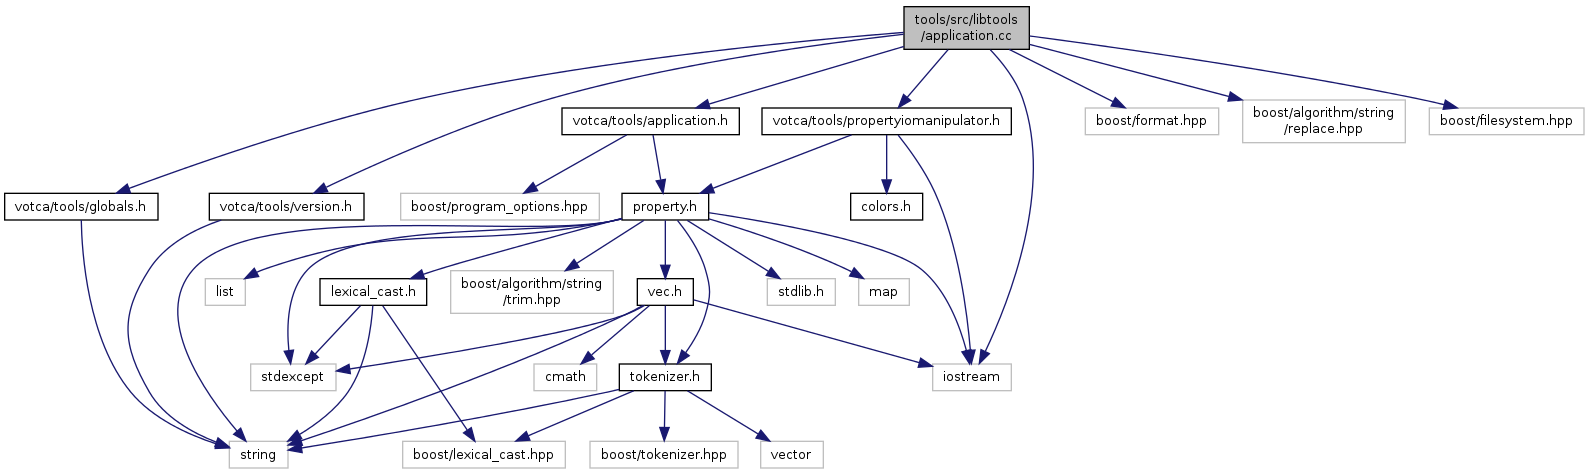 tools/src/libtools
/application.cc
votca/tools/application.h
votca/tools/propertyiomanipulator.h
boost/format.hpp
boost/algorithm/string
/replace.hpp
boost/filesystem.hpp
votca/tools/globals.h
votca/tools/version.h
boost/program_options.hpp
property.h
colors.h
list
lexical_cast.h
boost/algorithm/string
/trim.hpp
vec.h
stdlib.h
map
stdexcept
cmath
tokenizer.h
iostream
string
boost/lexical_cast.hpp
boost/tokenizer.hpp
vector